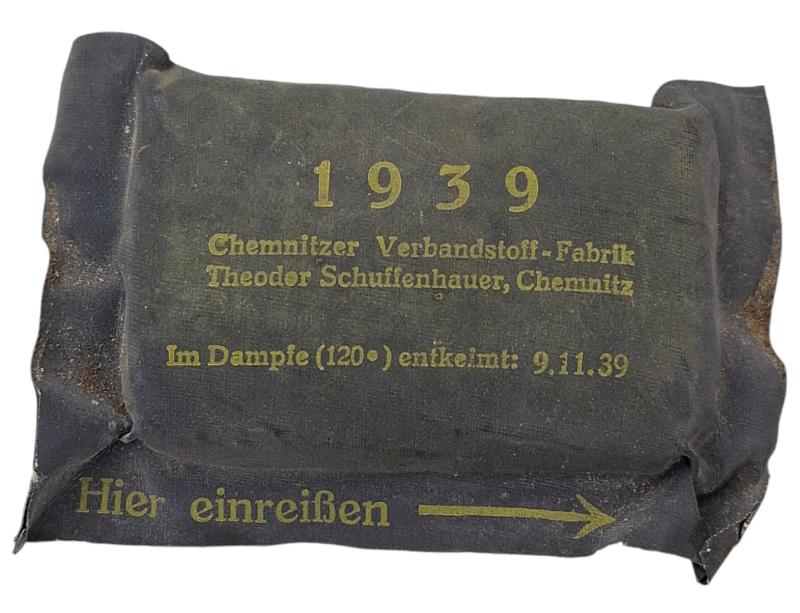 1939
Chemnitzer Verbandstoff-Fabrik
Theodor Schuffenhauer, Chemnitz
Im Dampfe (120°) entkeimt: 9.11.39
Hier einreißen